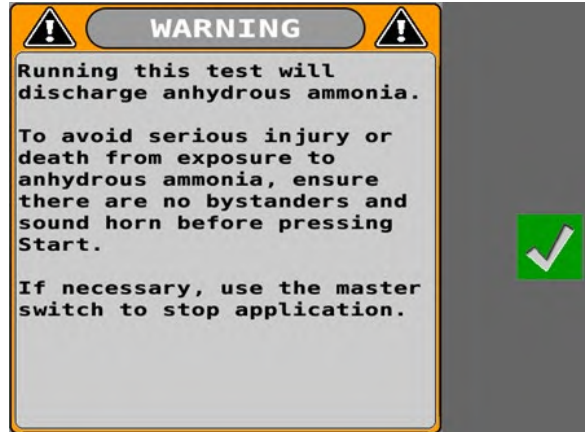 WARNING
Running this test will
discharge anhydrous ammonia.
To avoid serious injury or
death from exposure to
anhydrous ammonia, ensure
there are no bystanders and
sound horn before pressing
Start.
If necessary, use the master
switch to stop application.